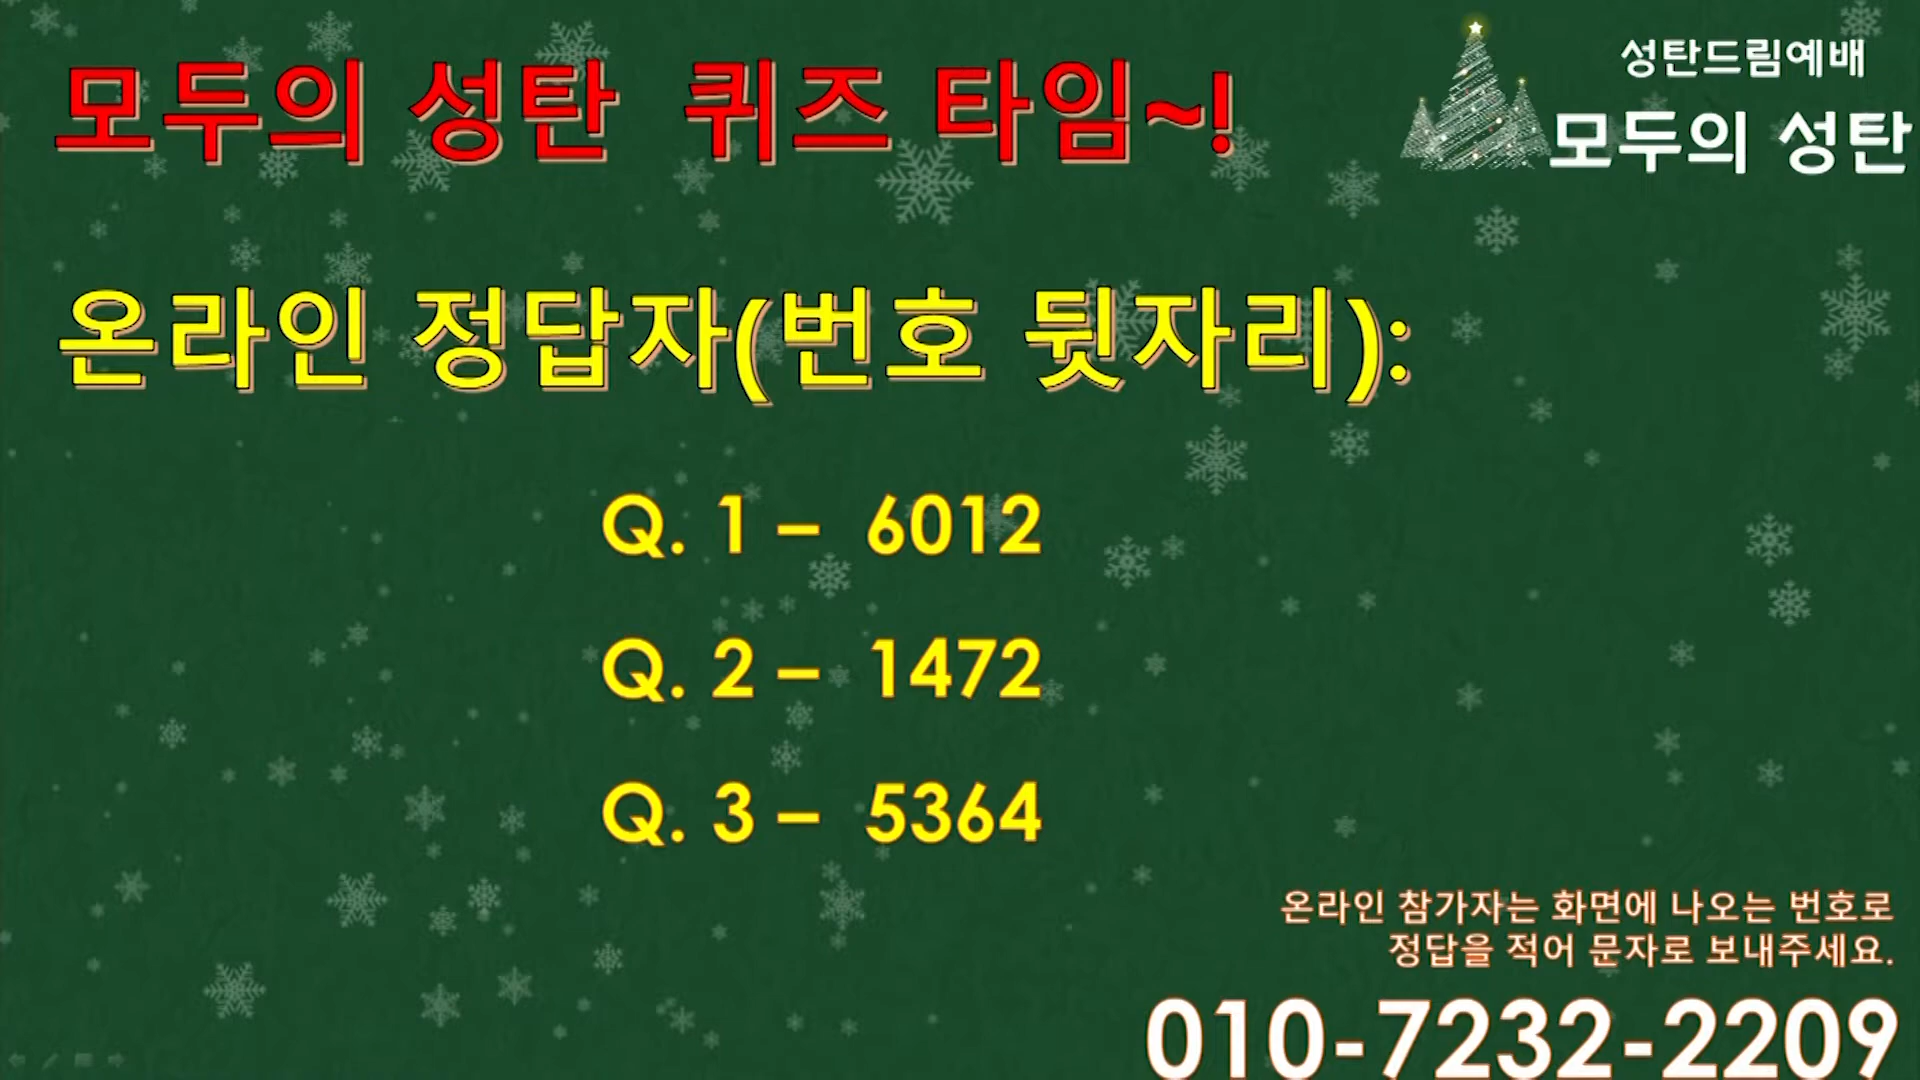 모두의 성탄 퀴즈 타임~!
성탄드림예배
모두의 성탄
온라인 정답자(번호 뒷자리):
Q. 1 – 6012
Q. 2 – 1472
Q. 3 – 5364
온라인 참가자는 화면에 나오는 번호로
정답을 적어 문자로 보내주세요.
010-7232-2209